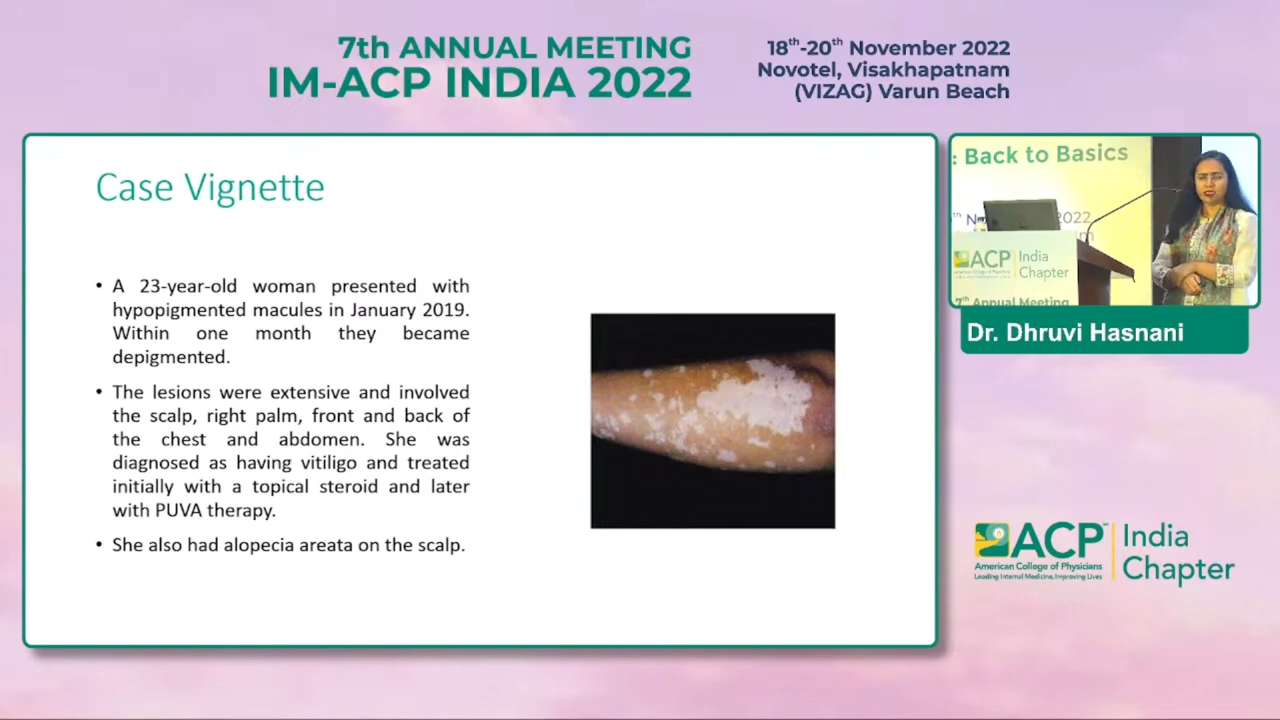 7th ANNUAL MEETING
IM-ACP INDIA 2022
18th-20th November 2022
Novotel, Visakhapatnam
(VIZAG) Varun Beach
Case Vignette
• A 23-year-old woman presented with
hypopigmented macules in January 2019.
Within one month they became
depigmented.
• The lesions were extensive and involved
the scalp, right palm, front and back of
the chest and abdomen. She was
diagnosed as having vitiligo and treated
initially with a topical steroid and later
with PUVA therapy.
• She also had alopecia areata on the scalp.
: Back to Basics
2022
ACP India
Chapter
7th Annual Meeting
Dr. Dhruvi Hasnani
ACP India
American College of Physicians Chapter
Leading Internal Medicine, Improving Lives